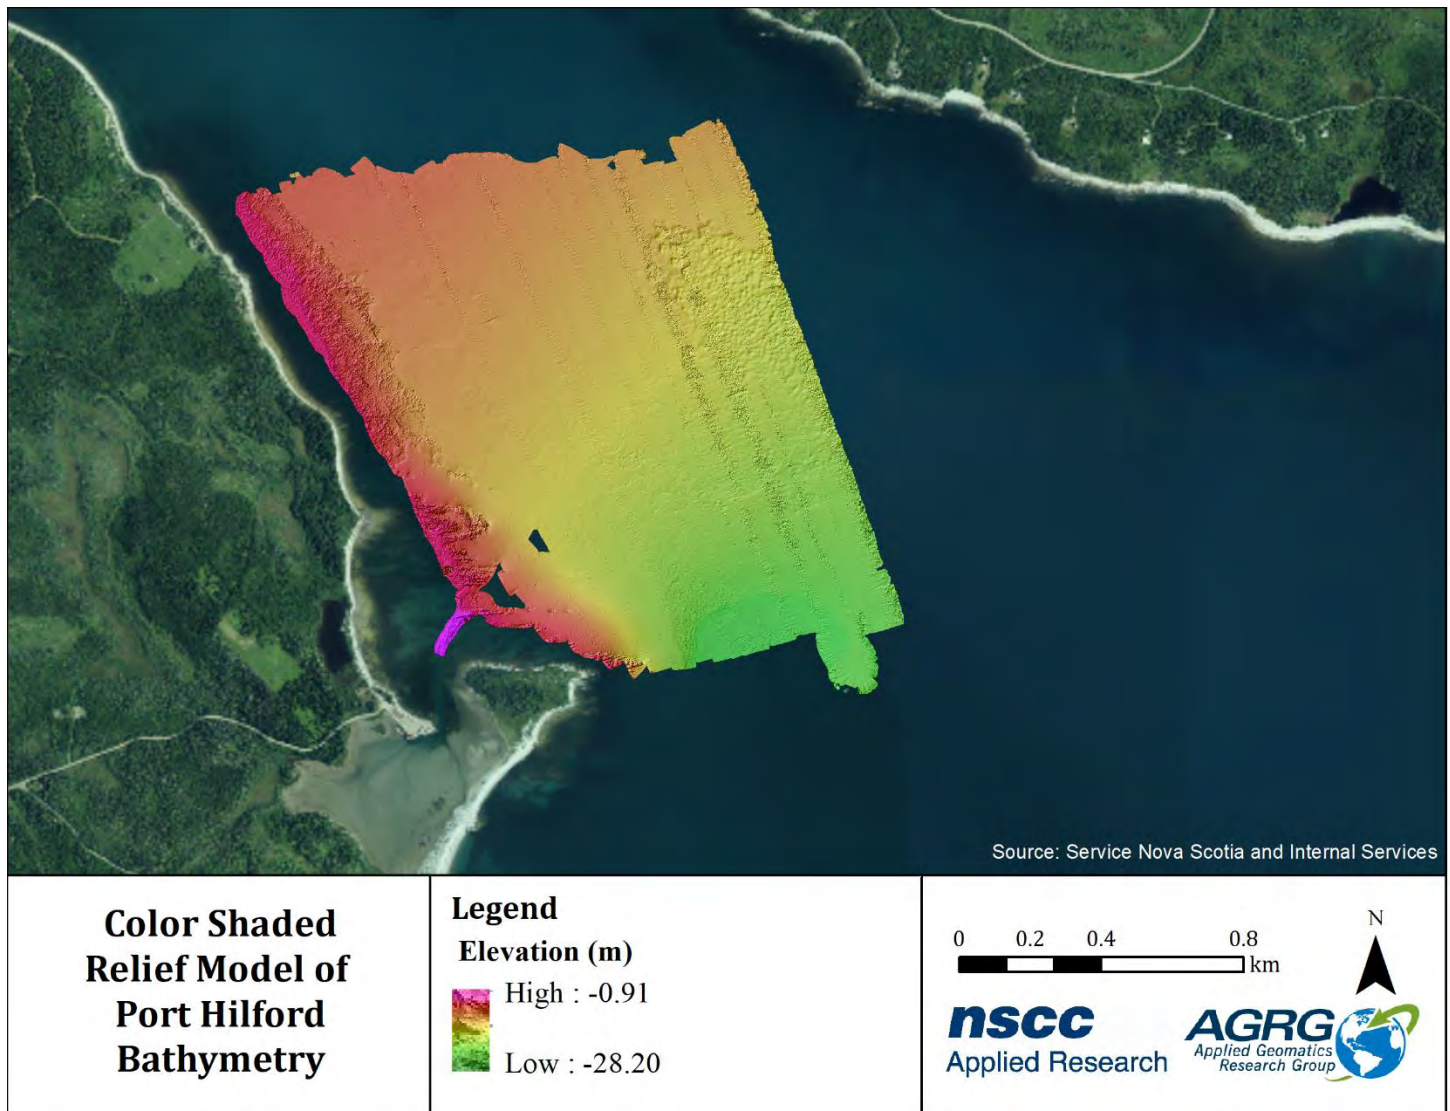 Source: Service Nova Scotia and Internal Services
Color Shaded
Relief Model of
Port Hilford
Bathymetry
Legend
Elevation (m)
High : -0.91
Low : -28.20
0 0.2 0.4 0.8
km
N
nscc
Applied Research
AGRG
Applied Geomatics
Research Group